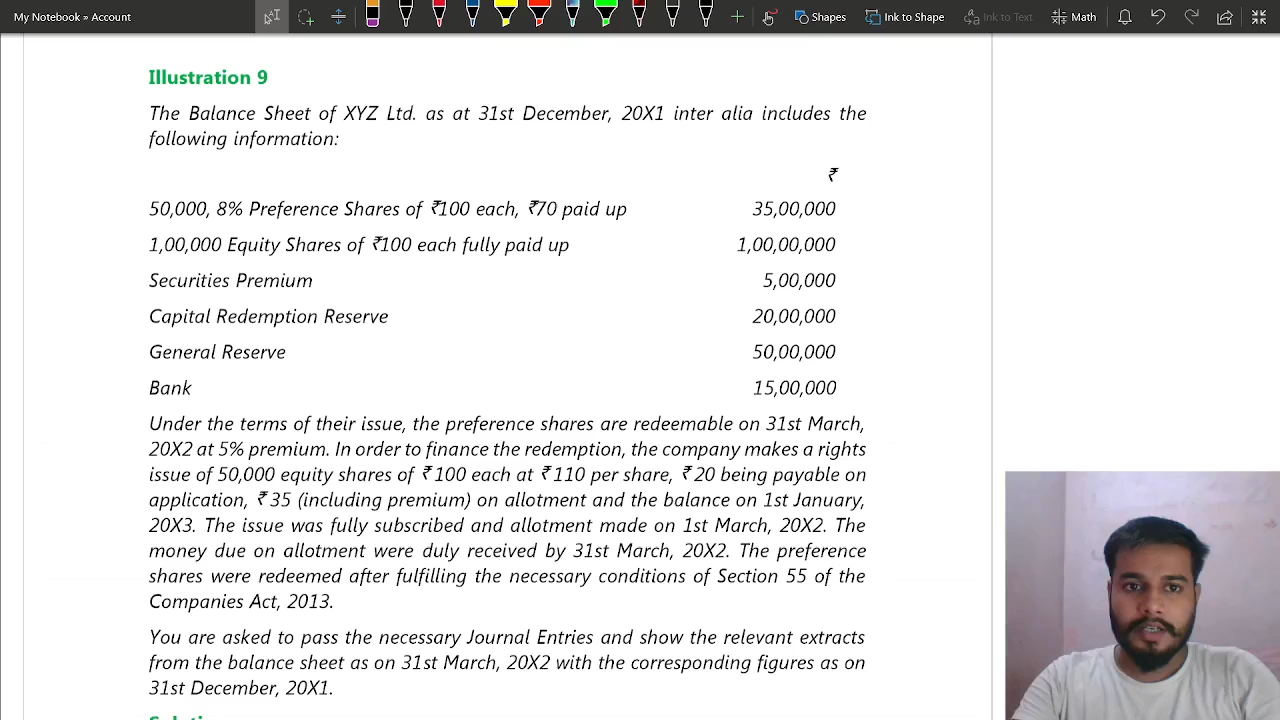 My Notebook » Account
Shapes
Ink to Shape
Ink to Text
Math
Illustration 9
The Balance Sheet of XYZ Ltd. as at 31st December, 20X1 inter alia includes the
following information:
₹
50,000, 8% Preference Shares of ₹100 each, ₹70 paid up 35,00,000
1,00,000 Equity Shares of ₹100 each fully paid up 1,00,00,000
Securities Premium 5,00,000
Capital Redemption Reserve 20,00,000
General Reserve 50,00,000
Bank 15,00,000
Under the terms of their issue, the preference shares are redeemable on 31st March,
20X2 at 5% premium. In order to finance the redemption, the company makes a rights
issue of 50,000 equity shares of ₹ 100 each at ₹ 110 per share, ₹ 20 being payable on
application, ₹ 35 (including premium) on allotment and the balance on 1st January,
20X3. The issue was fully subscribed and allotment made on 1st March, 20X2. The
money due on allotment were duly received by 31st March, 20X2. The preference
shares were redeemed after fulfilling the necessary conditions of Section 55 of the
Companies Act, 2013.
You are asked to pass the necessary Journal Entries and show the relevant extracts
from the balance sheet as on 31st March, 20X2 with the corresponding figures as on
31st December, 20X1.